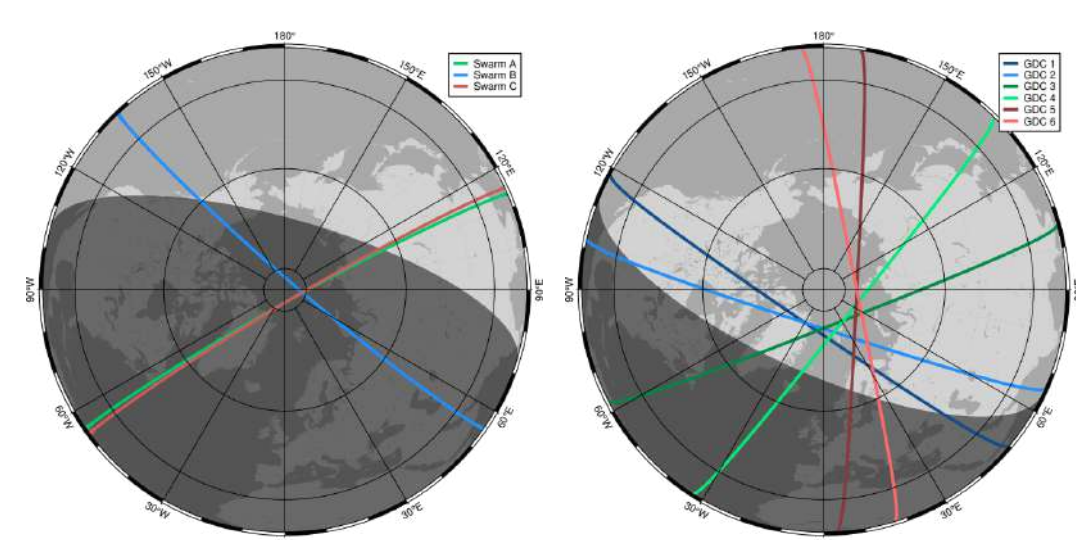 180°
150°W
150°E
120°W
120°E
90°W
90°E
60°W
60°E
30°W
30°E
Swarm A
Swarm B
Swarm C
180°
150°W
150°E
120°W
120°E
90°W
60°W
60°E
30°W
30°E
GDC 1
GDC 2
GDC 3
GDC 4
GDC 5
GDC 6